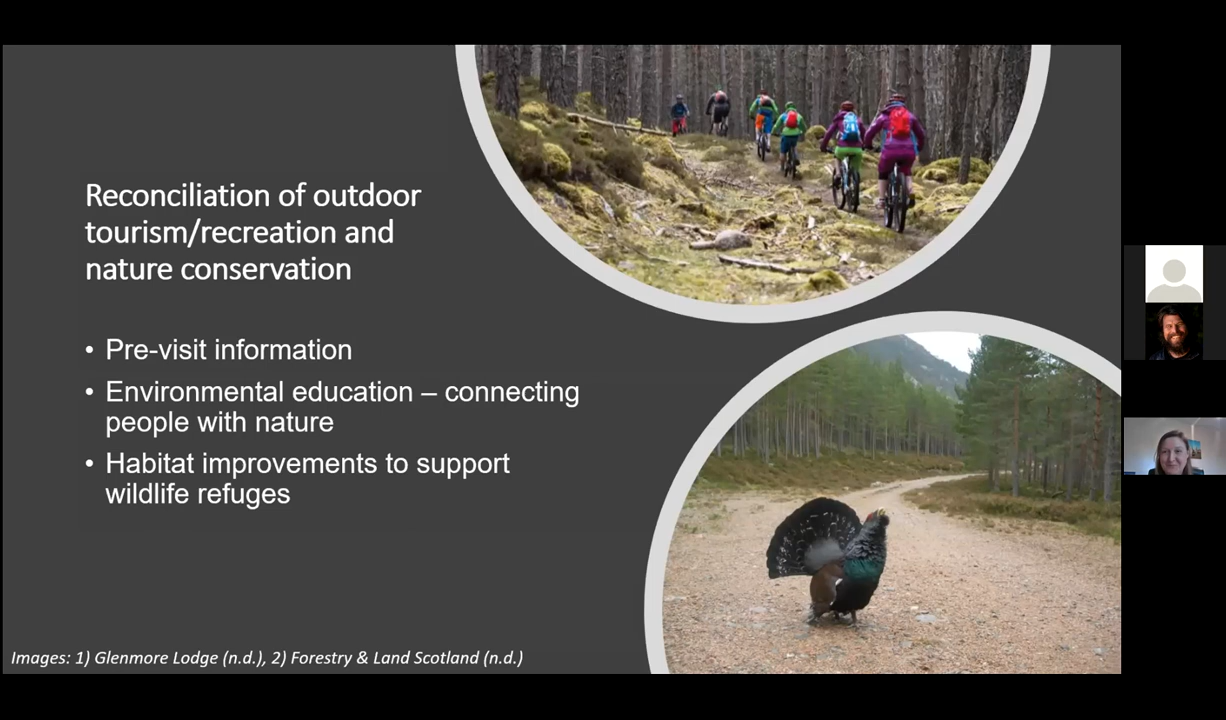 Reconciliation of outdoor
tourism/recreation and
nature conservation
• Pre-visit information
• Environmental education – connecting
people with nature
• Habitat improvements to support
wildlife refuges
Images: 1) Glenmore Lodge (n.d.), 2) Forestry & Land Scotland (n.d.)